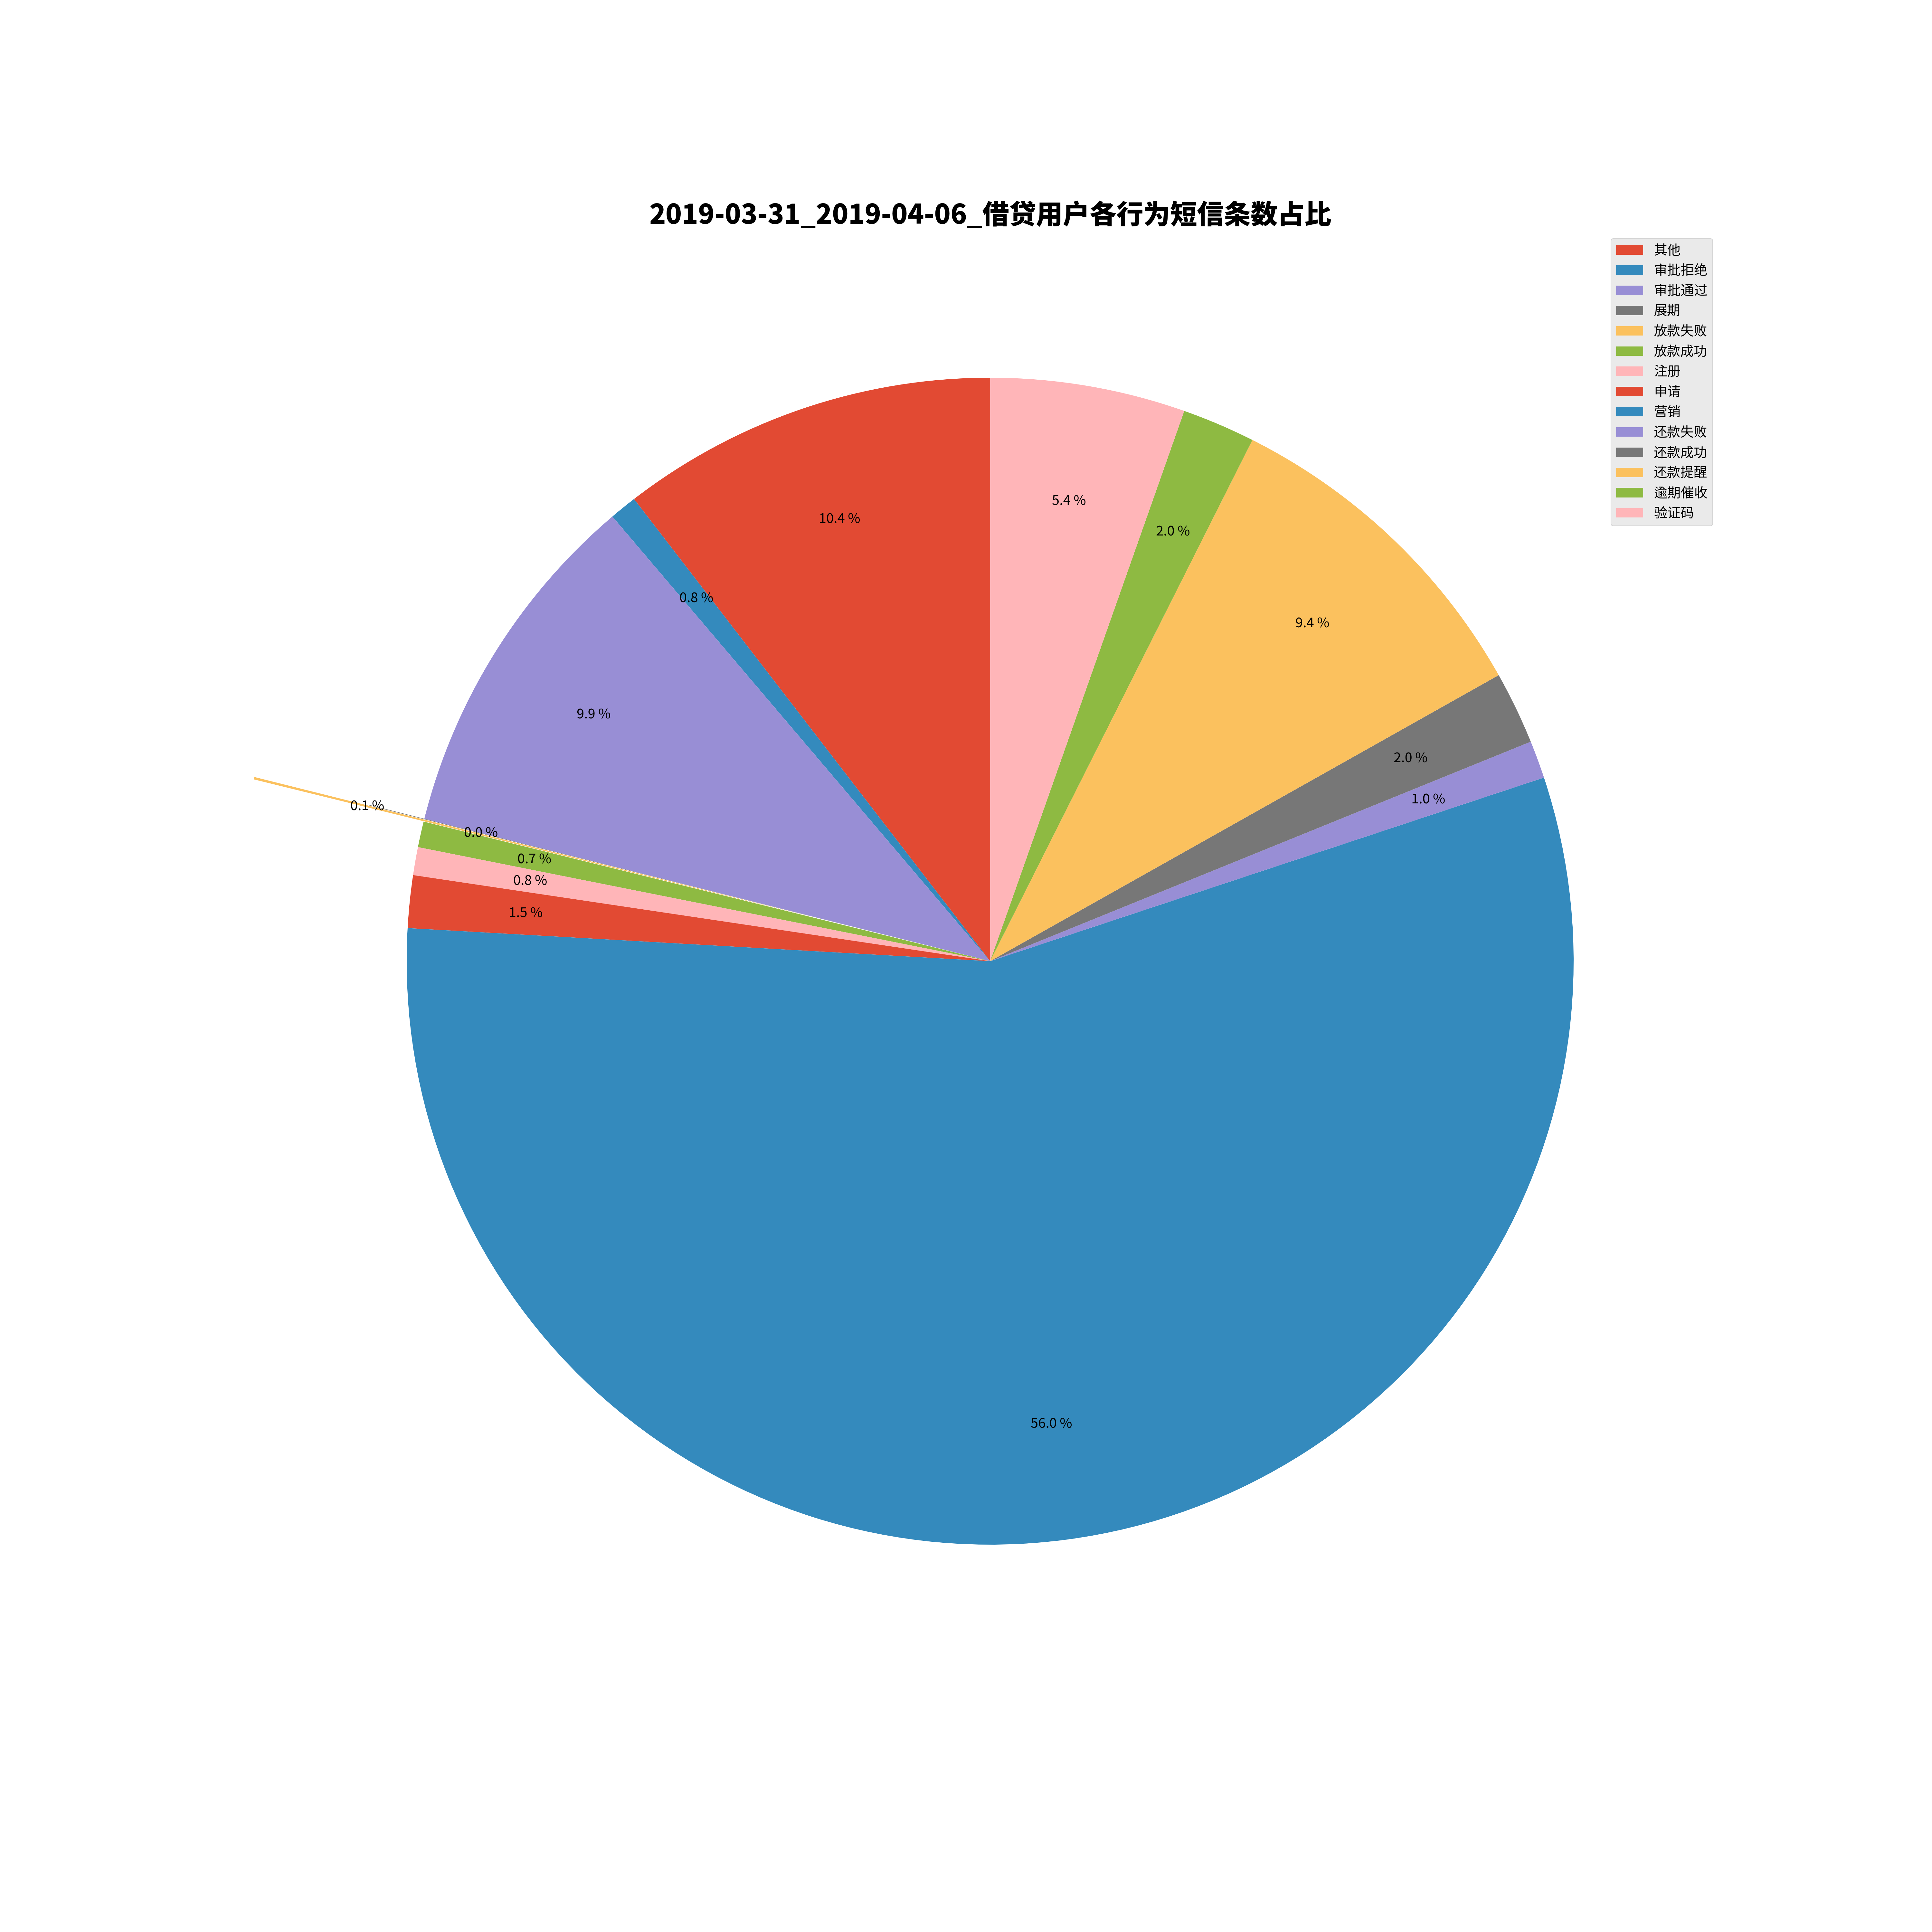 2019-03-31_2019-04-06_借贷用户各行为短信条数占比
其他
审批拒绝
审批通过
展期
放款失败
放款成功
注册
申请
营销
还款失败
还款成功
还款提醒
逾期催收
验证码
5.4 %
10.4 %
2.0 %
0.8 %
9.4 %
9.9 %
2.0 %
1.0 %
0.1 %
0.0 %
0.7 %
0.8 %
1.5 %
56.0 %